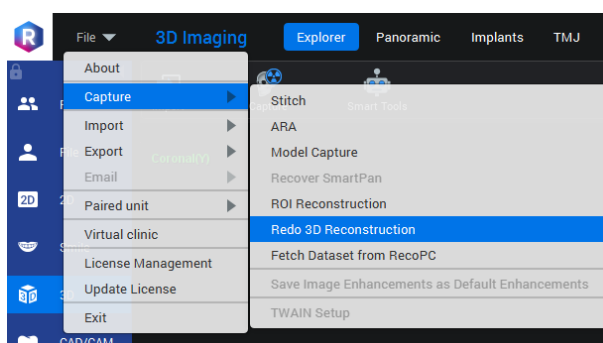 R
File
3D Imaging
Explorer
Panoramic
Implants
TMJ
About
Capture
Import
Export
Email
Paired unit
Virtual clinic
License Management
Update License
Exit
Stitch
Smart Tools
ARA
Model Capture
Recover SmartPan
ROI Reconstruction
Redo 3D Reconstruction
Fetch Dataset from RecoPC
Save Image Enhancements as Default Enhancements
TWAIN Setup
Coronal(Y)
2D
3D
CAD/CAM